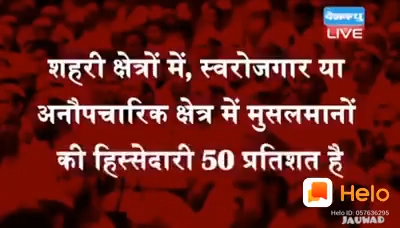 LIVE
शहरी क्षेत्रों में, स्वरोजगार या
अनौपचारिक क्षेत्र में मुसलमानों
की हिस्सेदारी 50 प्रतिशत है
Helo
Helo ID: 057636295
JAUWAD